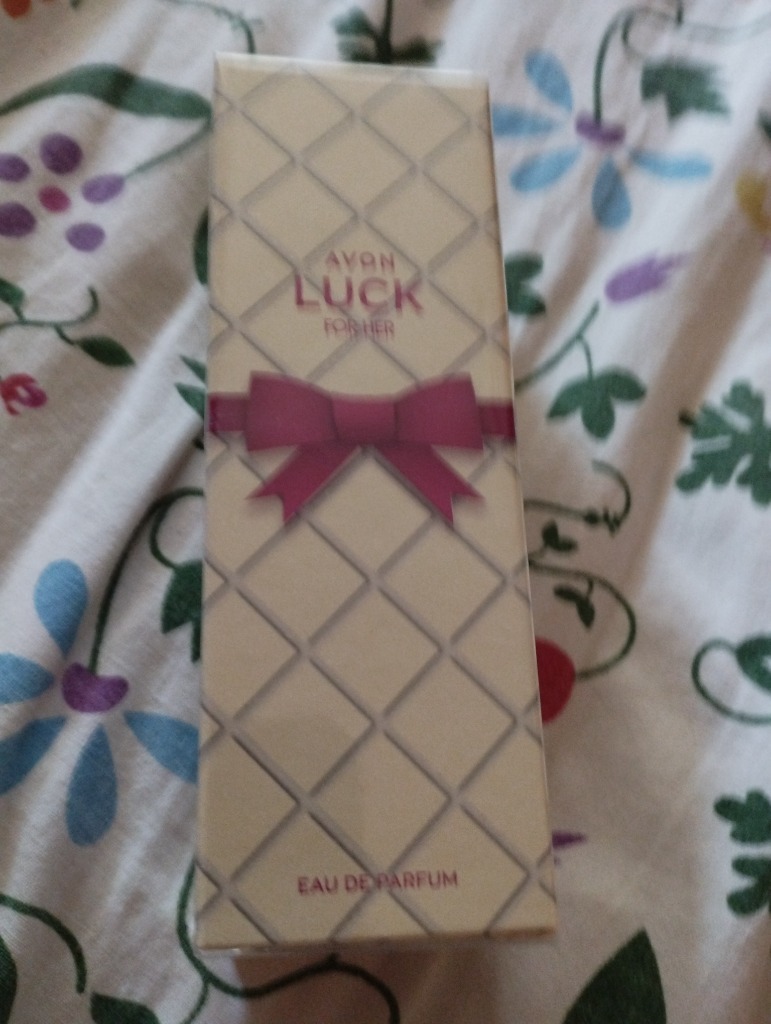 AVON
LUCK
FOR HER
EAU DE PARFUM